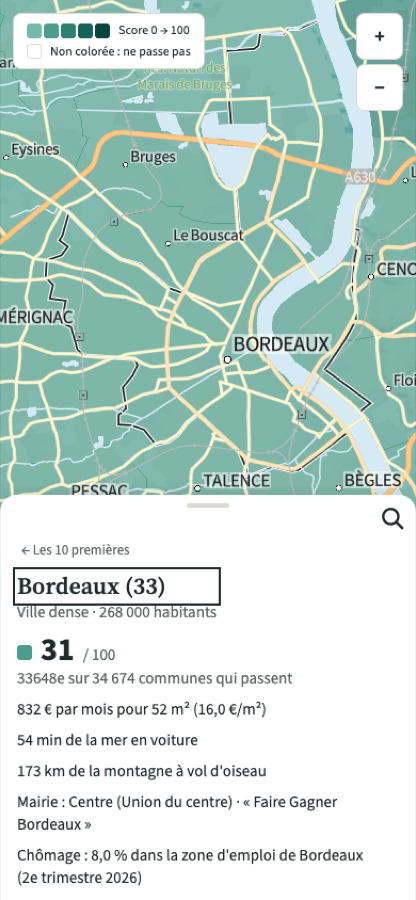 Score 0 → 100
Non colorée : ne passe pas
Marais de Bruges
Eysines
Bruges
A630
Le Bouscat
CENO
MÉRIGNAC
BORDEAUX
Floi
PESSAC
TALENCE
BÈGLES
← Les 10 premières
Bordeaux (33)
Ville dense · 268 000 habitants
31 / 100
33648e sur 34 674 communes qui passent
832 € par mois pour 52 m² (16,0 €/m²)
54 min de la mer en voiture
173 km de la montagne à vol d'oiseau
Mairie : Centre (Union du centre) · « Faire Gagner
Bordeaux »
Chômage : 8,0 % dans la zone d'emploi de Bordeaux
(2e trimestre 2026)